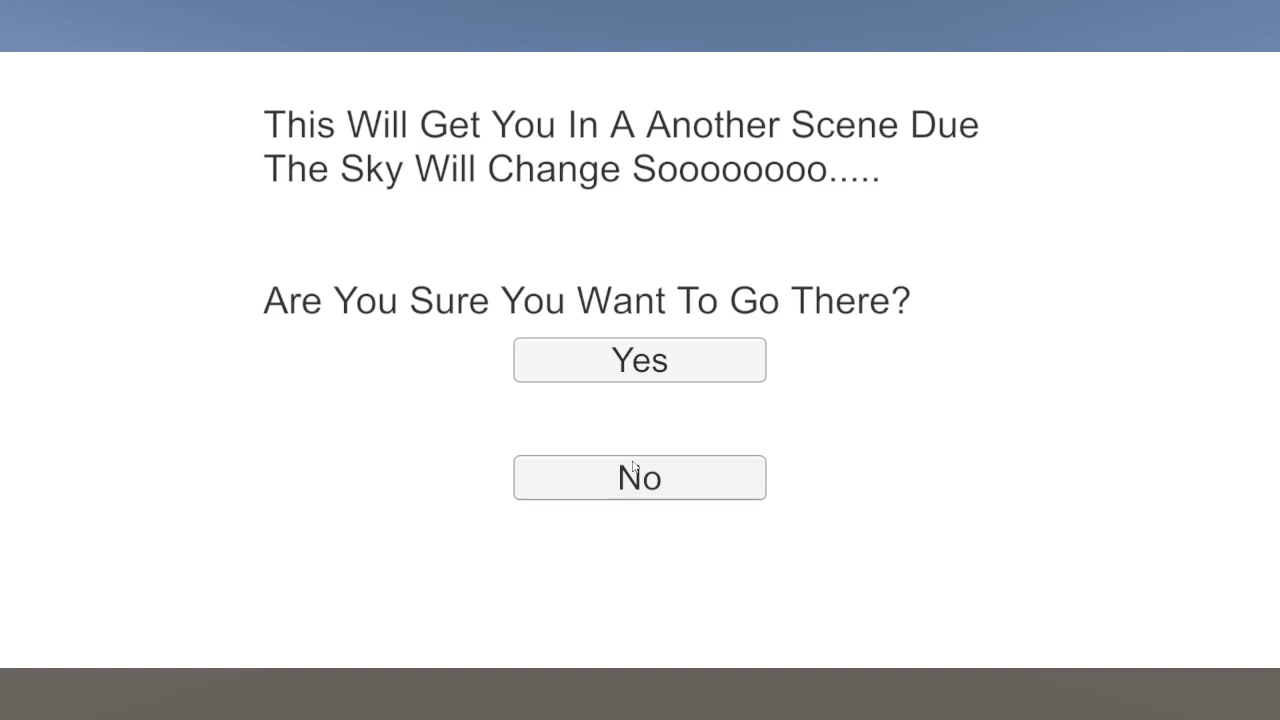 This Will Get You In A Another Scene Due
The Sky Will Change Soooooooo.....
Are You Sure You Want To Go There?
Yes
No